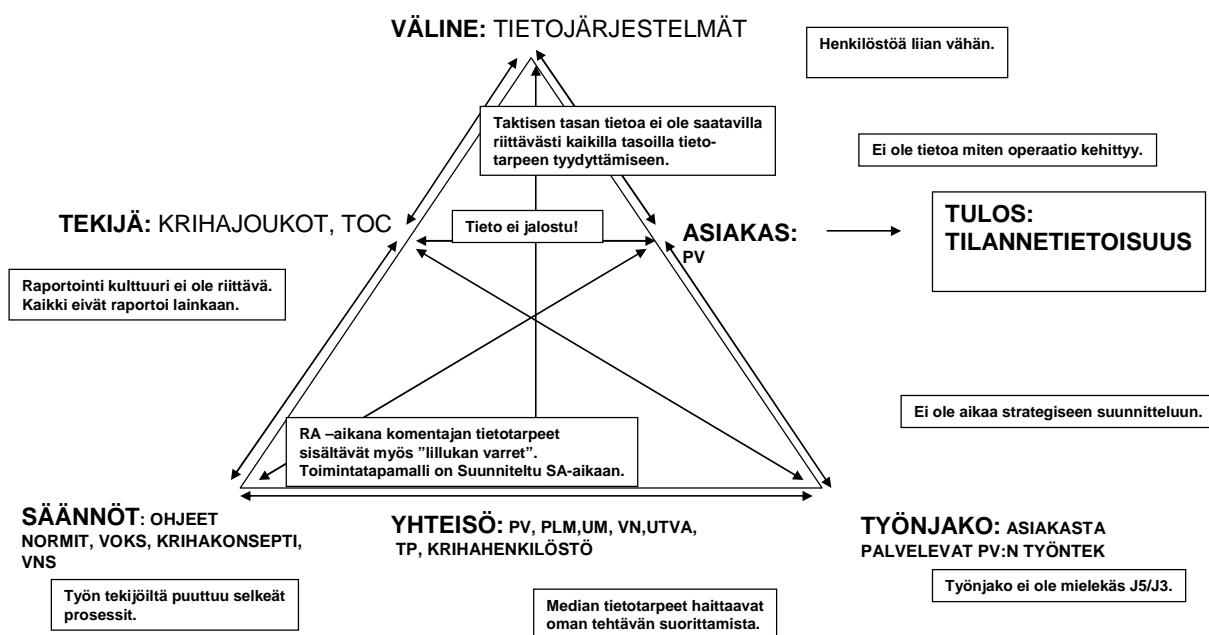 VÄLINE: TIETOJÄRJESTELMÄT
Henkilöstöä liian vähän.
Taktisen tasan tietoa ei ole saatavilla
riittävästi kaikilla tasoilla tieto-
tarpeen tyydyttämiseen.
Ei ole tietoa miten operaatio kehittyy.
TEKIJÄ: KRIHAJOUKOT, TOC
Tieto ei jalostu!
ASIAKAS:
PV
TULOS:
TILANNETIETOISUUS
Raportointi kulttuuri ei ole riittävä.
Kaikki eivät raportoi lainkaan.
Ei ole aikaa strategiseen suunnitteluun.
RA –aikana komentajan tietotarpeet
sisältävät myös ”lillukan varret”.
Toimintatapamalli on Suunniteltu SA-aikaan.
SÄÄNNÖT: OHJEET
NORMIT, VOKS, KRIHAKONSEPTI,
VNS
YHTEISÖ: PV, PLM,UM, VN,UTVA,
TP, KRIHAHENKILÖSTÖ
TYÖNJAKO: ASIAKASTA
PALVELEVAT PV:N TYÖNTEK
Työn tekijöiltä puuttuu selkeät
prosessit.
Median tietotarpeet haittaavat
oman tehtävän suorittamista.
Työnjako ei ole mielekäs J5/J3.